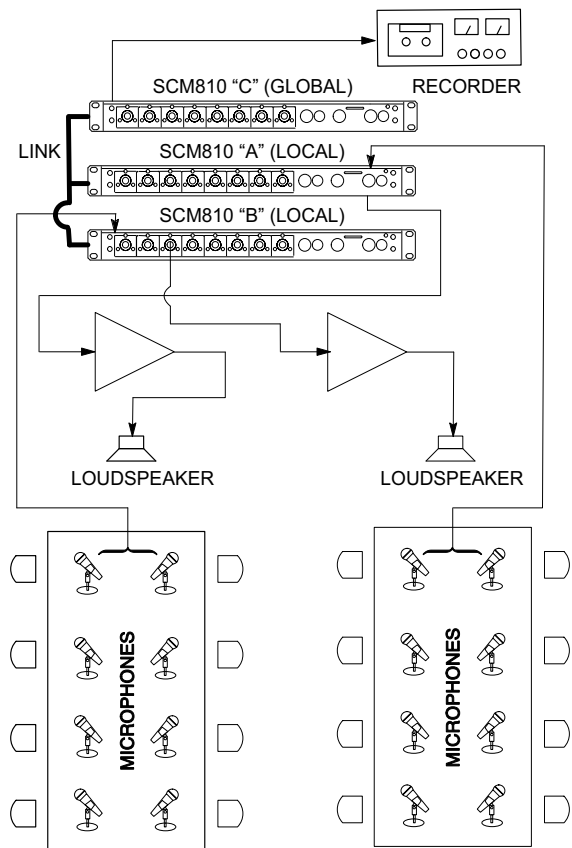 SCM810 “C” (GLOBAL)
RECORDER
LINK
SCM810 “A” (LOCAL)
SCM810 “B” (LOCAL)
LOUDSPEAKER
LOUDSPEAKER
MICROPHONES
MICROPHONES